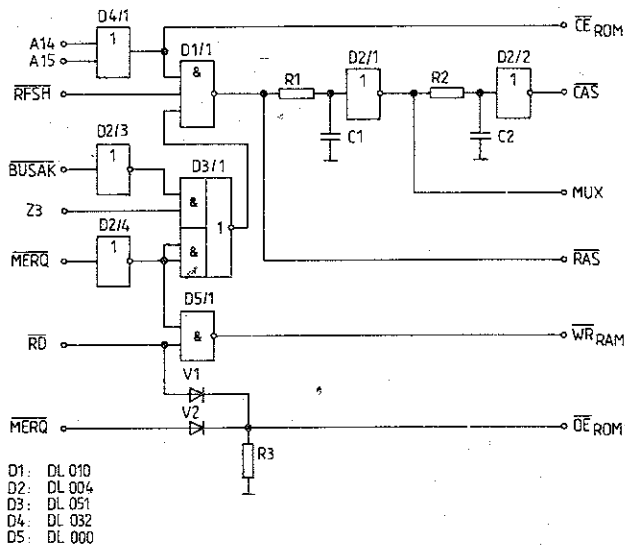 D4/1
A14
A15
1
CE ROM
D1/1
&
RFSH
R1
D2/1
1
R2
D2/2
1
CAS
C1
C2
D2/3
1
BUSAK
D3/1
&
1
&
Z3
MUX
D2/4
1
MERQ
RAS
D5/1
&
RD
WR RAM
V1
V2
MERQ
OE ROM
R3
D1: DL 010
D2: DL 004
D3: DL 051
D4: DL 032
D5: DL 000